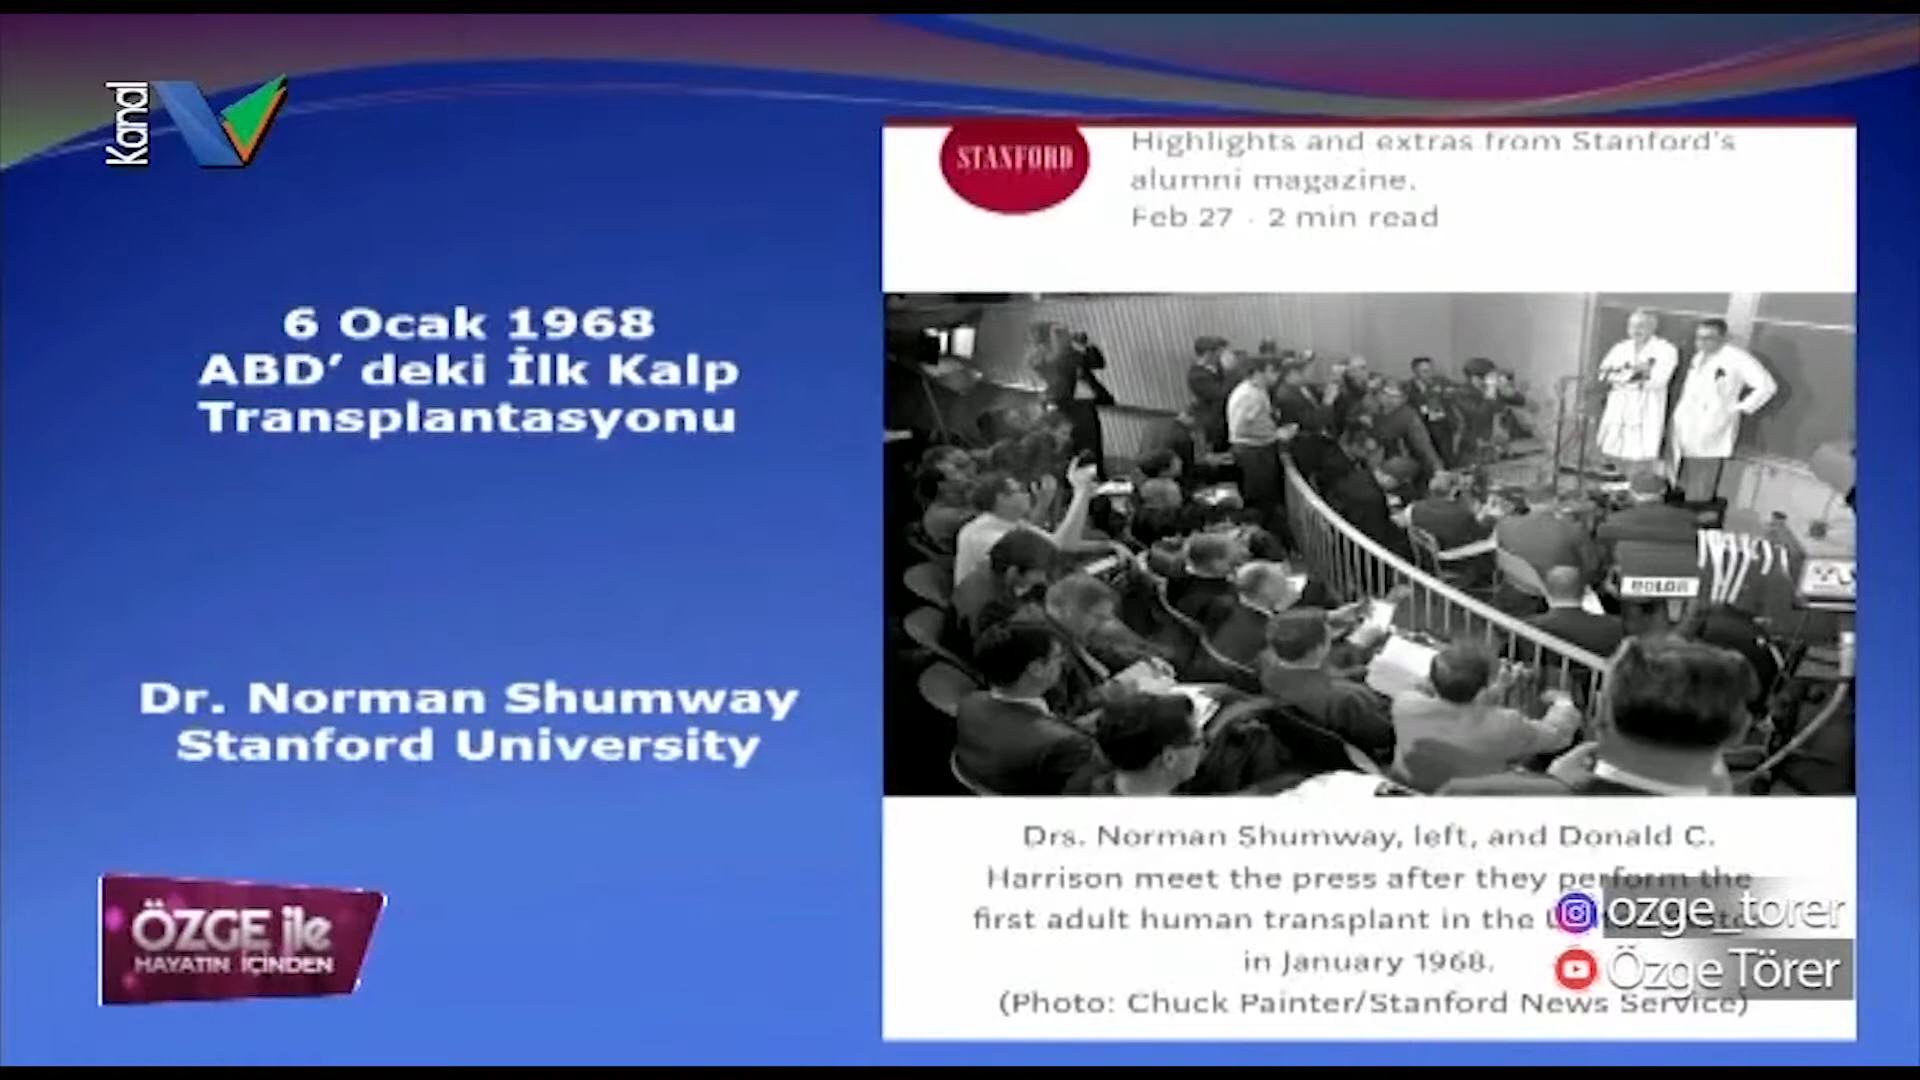 Kanal
STANFORD
Highlights and extras from Stanford's
alumni magazine.
Feb 27 · 2 min read
6 Ocak 1968
ABD' deki İlk Kalp
Transplantasyonu
Dr. Norman Shumway
Stanford University
Drs. Norman Shumway, left, and Donald C.
Harrison meet the press after they perform the
first adult human transplant in the
in January 1968.
(Photo: Chuck Painter/Stanford News Service)
ÖZGE ile
HAYATIN İÇİNDEN
ozge_torer
Özge Törer